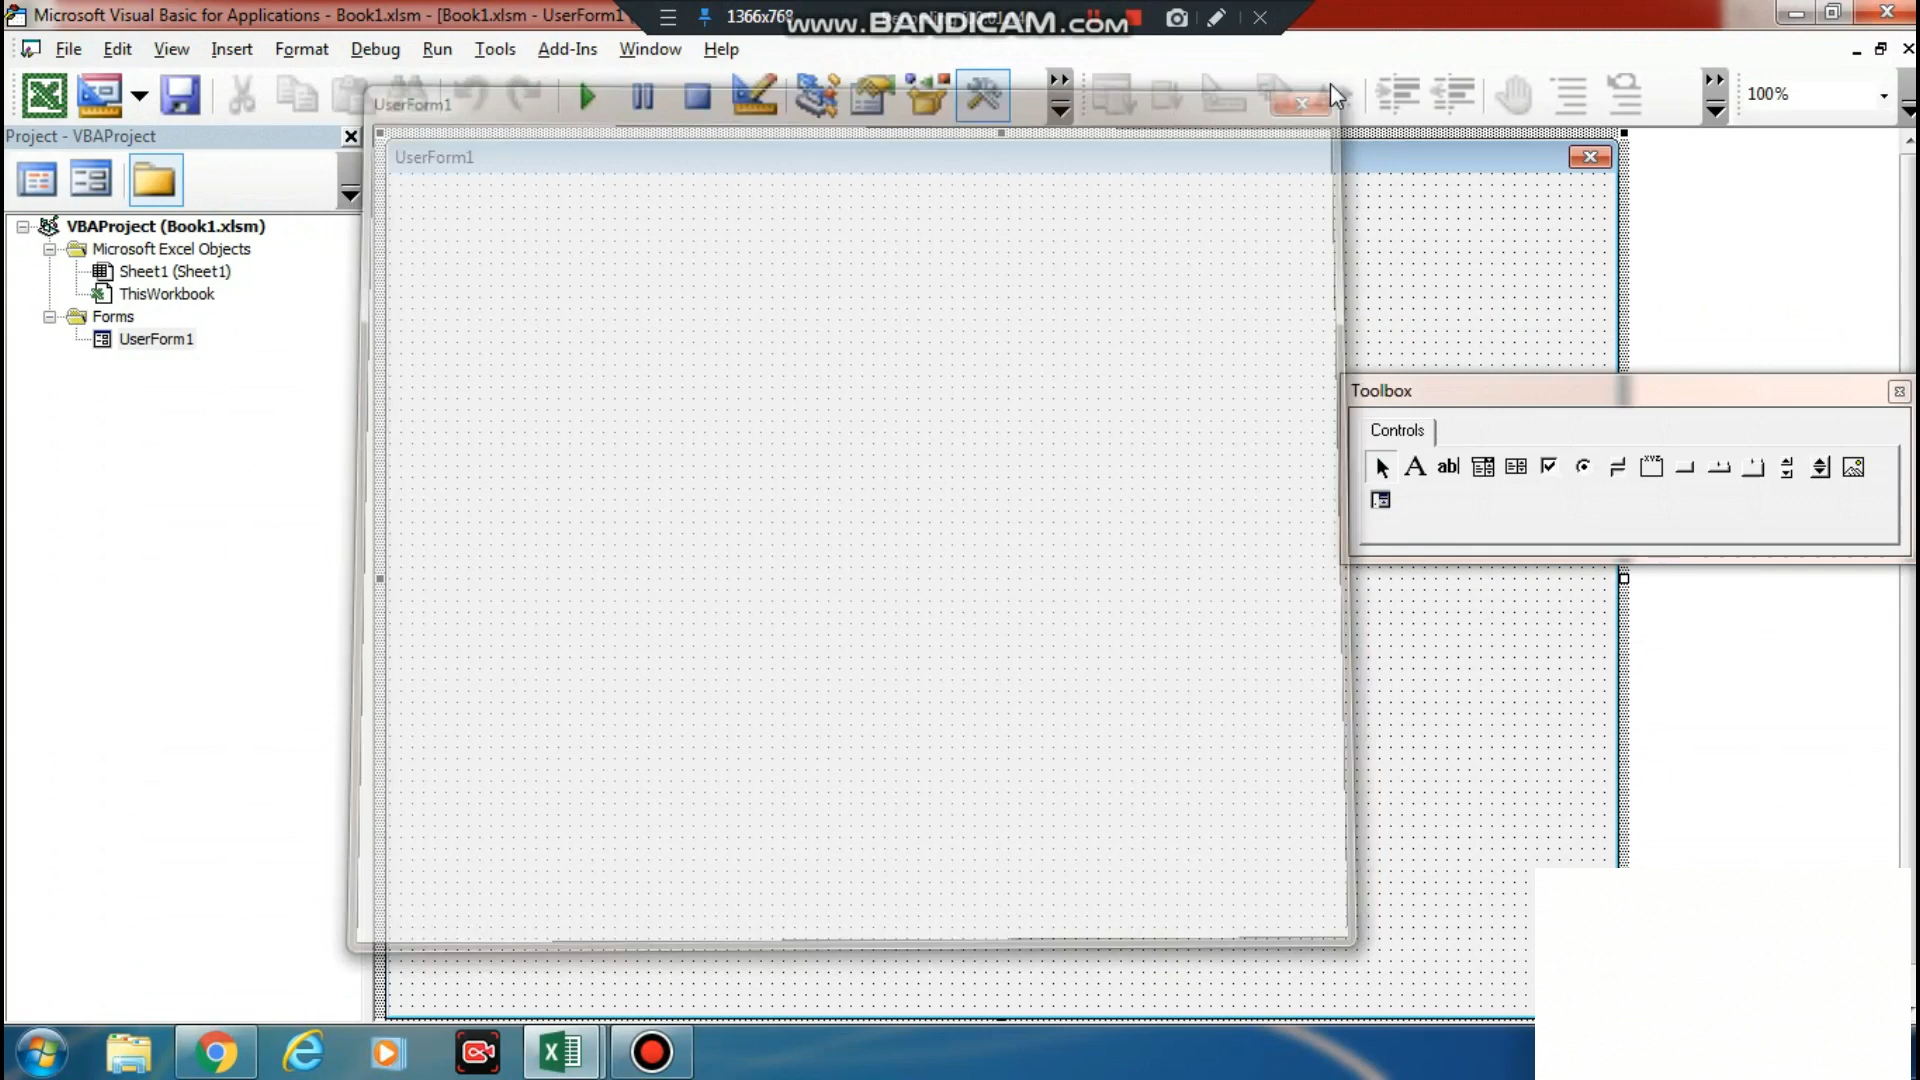 Microsoft Visual Basic for Applications - Book1.xlsm - [Book1.xlsm - UserForm1
1366x768
www.BANDICAM.com
File Edit View Insert Format Debug Run Tools Add-Ins Window Help
100%
UserForm1
Project - VBAProject
UserForm1
VBAProject (Book1.xlsm)
Microsoft Excel Objects
Sheet1 (Sheet1)
ThisWorkbook
Forms
UserForm1
Toolbox
Controls
A abl
XYZ